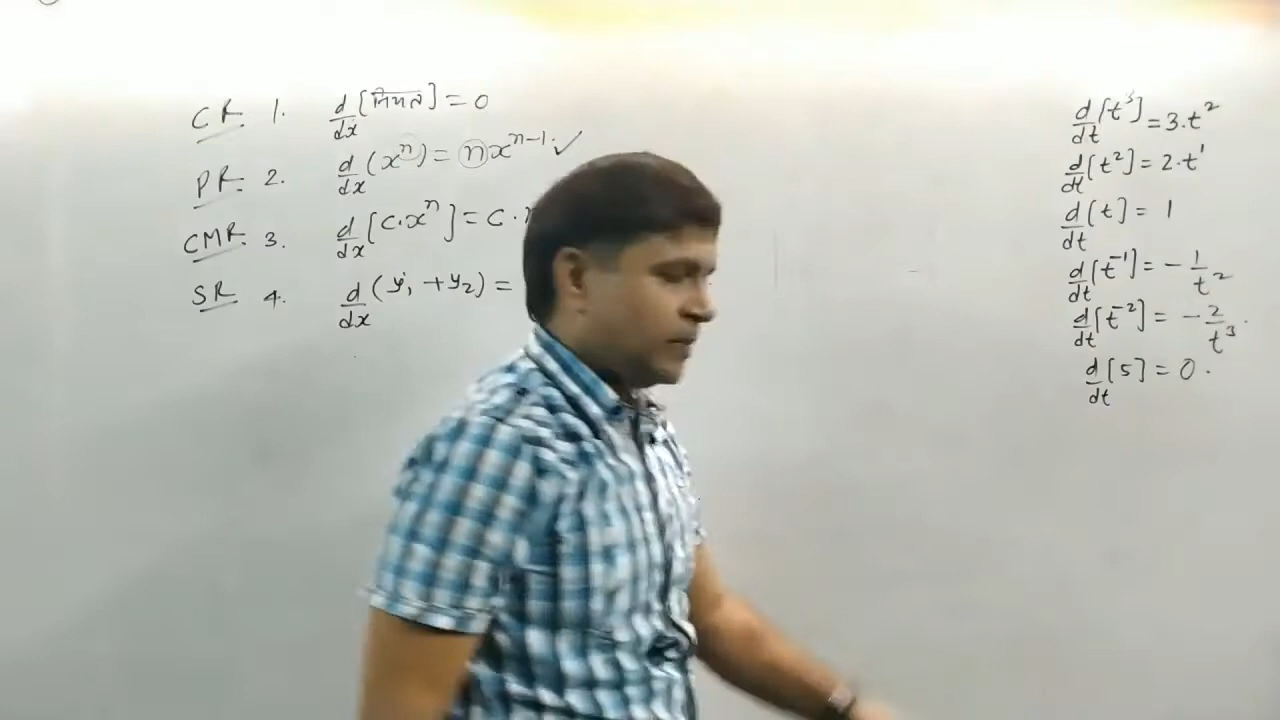 CR 1. d/dx [नियत] = 0
PR. 2. d/dx (xⁿ) = n xⁿ⁻¹ ✓
CMR. 3. d/dx [c·xⁿ] = c·
SR 4. d/dx (y₁ + y₂) =
d/dt [t³] = 3·t²
d/dt [t²] = 2·t¹
d/dt [t] = 1
d/dt [t⁻¹] = -1/t²
d/dt [t⁻²] = -2/t³.
d/dt [5] = 0.